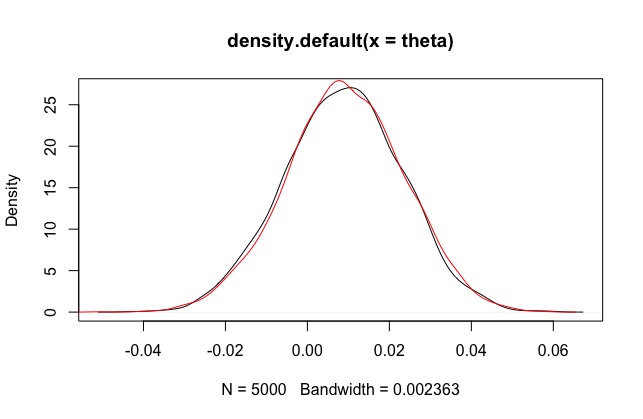 density.default(x = theta)
Density
25
20
15
10
5
0
-0.04 -0.02 0.00 0.02 0.04 0.06
N = 5000 Bandwidth = 0.002363